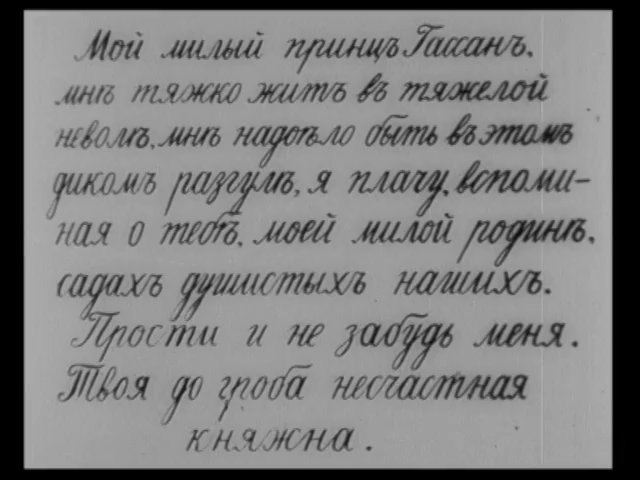 Мой милый принцъ Гассанъ.
мнѣ тяжко жить въ тяжелой
неволѣ, мнѣ надоѣло быть въ этомъ
дикомъ разгулѣ, я плачу, вспоми-
ная о тебѣ, моей милой родинѣ,
садахъ душистыхъ нашихъ.
Прости и не забудь меня.
Твоя до гроба несчастная
княжна.